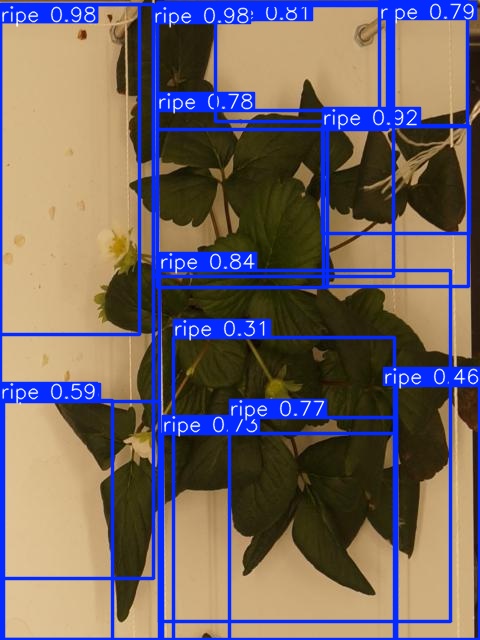 ripe 0.98
ripe 0.98
0.81
ripe 0.79
ripe 0.78
ripe 0.92
ripe 0.84
ripe 0.31
ripe 0.46
ripe 0.59
ripe 0.77
ripe 0.73